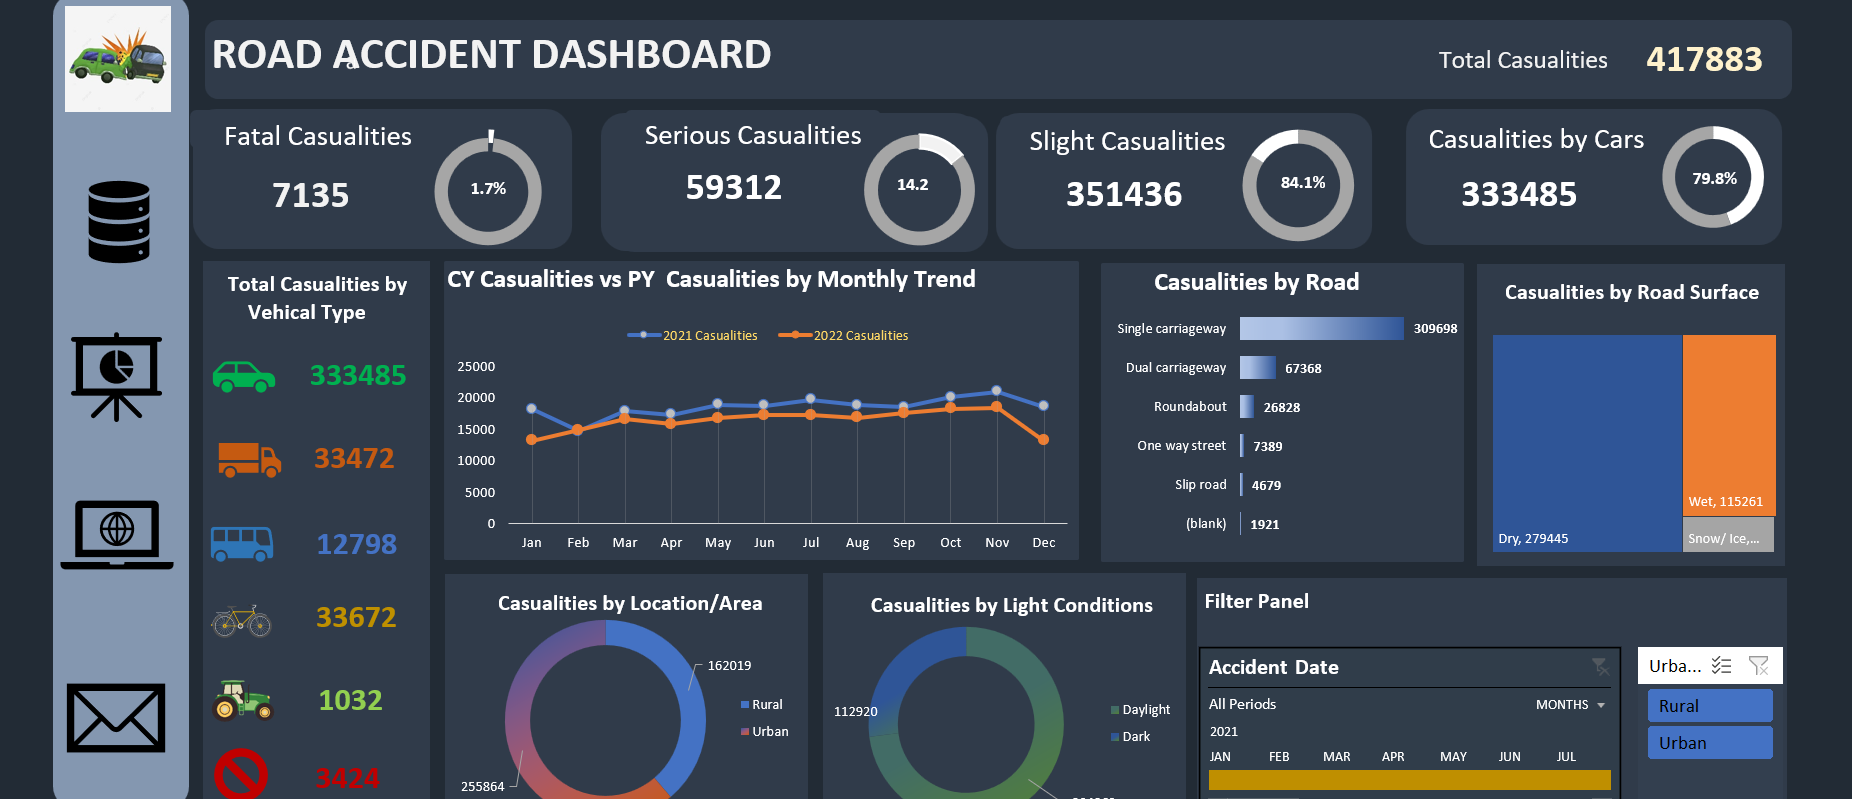 ROAD ACCIDENT DASHBOARD
Total Casualities 417883
Fatal Casualities
7135
1.7%
Serious Casualities
59312
14.2
Slight Casualities
351436
84.1%
Casualities by Cars
333485
79.8%
Total Casualities by
Vehical Type
333485
33472
12798
33672
1032
3424
CY Casualities vs PY Casualities by Monthly Trend
2021 Casualities 2022 Casualities
25000
20000
15000
10000
5000
0
Jan Feb Mar Apr May Jun Jul Aug Sep Oct Nov Dec
Casualities by Road
Single carriageway 309698
Dual carriageway 67368
Roundabout 26828
One way street 7389
Slip road 4679
(blank) 1921
Casualities by Road Surface
Wet, 115261
Dry, 279445
Snow/ Ice,...
Casualities by Location/Area
162019
Rural
Urban
255864
Casualities by Light Conditions
112920
Daylight
Dark
Filter Panel
Accident Date
All Periods MONTHS
2021
JAN FEB MAR APR MAY JUN JUL
Urba...
Rural
Urban